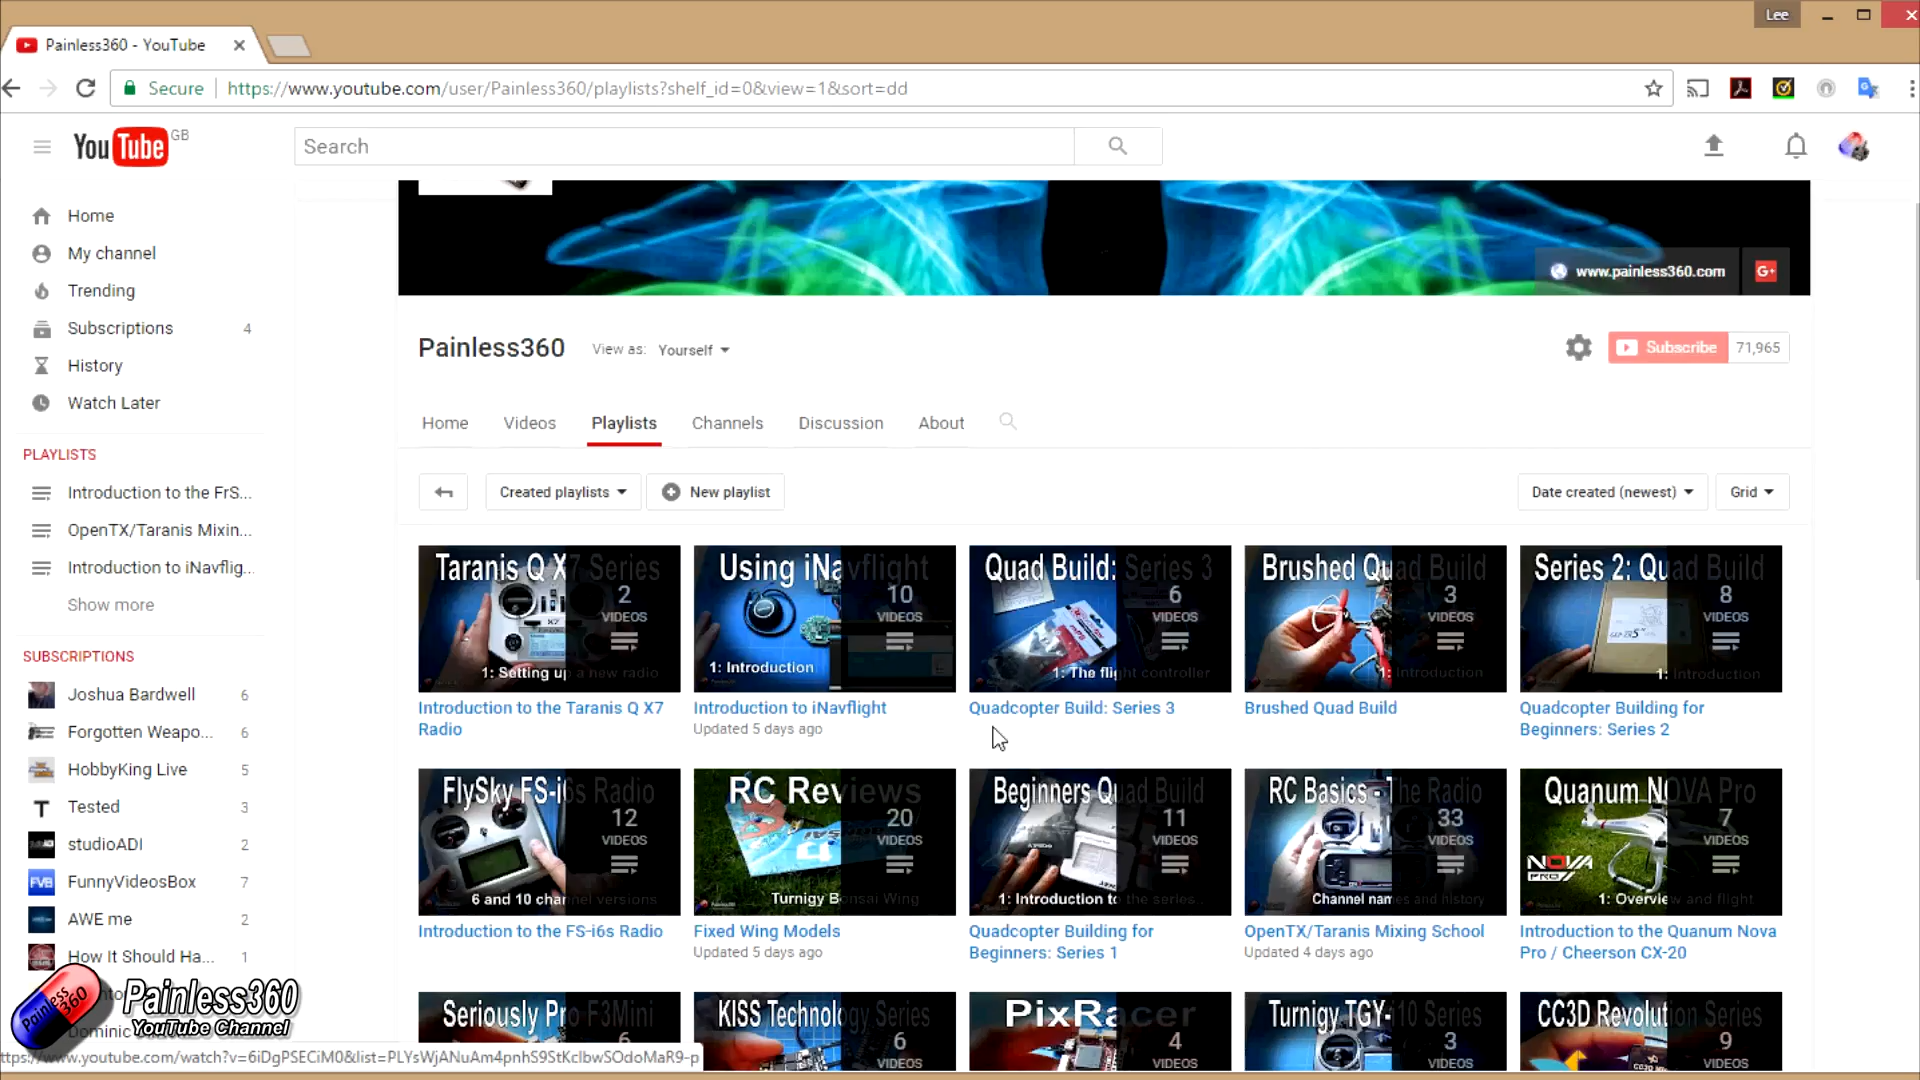 Lee
Painless360 - YouTube
Secure
https://www.youtube.com/user/Painless360/playlists?shelf_id=0&view=1&sort=dd
YouTube GB
Search
Home
My channel
Trending
Subscriptions 4
History
Watch Later
PLAYLISTS
Introduction to the FrS...
OpenTX/Taranis Mixin...
Introduction to iNavflig...
Show more
SUBSCRIPTIONS
Joshua Bardwell 6
Forgotten Weapo... 6
HobbyKing Live 5
Tested 3
studioADI 2
FunnyVideosBox 7
AWE me 2
How It Should Ha... 1
Dominic
www.painless360.com
G+
Painless360
View as: Yourself
Subscribe 71,965
Home Videos Playlists Channels Discussion About
Created playlists
New playlist
Date created (newest)
Grid
Taranis Q X7 Series
2
VIDEOS
1: Setting up a new radio
Introduction to the Taranis Q X7
Radio
Using iNavflight
10
VIDEOS
1: Introduction
Introduction to iNavflight
Updated 5 days ago
Quad Build: Series 3
6
VIDEOS
1: The flight controller
Quadcopter Build: Series 3
Brushed Quad Build
3
VIDEOS
1: Introduction
Brushed Quad Build
Series 2: Quad Build
8
VIDEOS
1: Introduction
Quadcopter Building for
Beginners: Series 2
FlySky FS-i6s Radio
12
VIDEOS
6 and 10 channel versions
Introduction to the FS-i6s Radio
RC Reviews
20
VIDEOS
Turnigy Bonsai Wing
Fixed Wing Models
Updated 5 days ago
Beginners Quad Build
11
VIDEOS
1: Introduction to the series...
Quadcopter Building for
Beginners: Series 1
RC Basics - The Radio
33
VIDEOS
Channel names and history
OpenTX/Taranis Mixing School
Updated 4 days ago
Quanum NOVA Pro
7
VIDEOS
NOVA
PRO
1: Overview and flight
Introduction to the Quanum Nova
Pro / Cheerson CX-20
Seriously Pro F3Mini
6
KISS Technology Series
6
VIDEOS
PixRacer
4
VIDEOS
Turnigy TGY-i10 Series
3
VIDEOS
CC3D Revolution Series
9
VIDEOS
Painless360
Painless360
YouTube Channel
ttps://www.youtube.com/watch?v=6iDgPSECiM0&list=PLYsWjANuAm4pnhS9StKcIbwSOdoMaR9-p